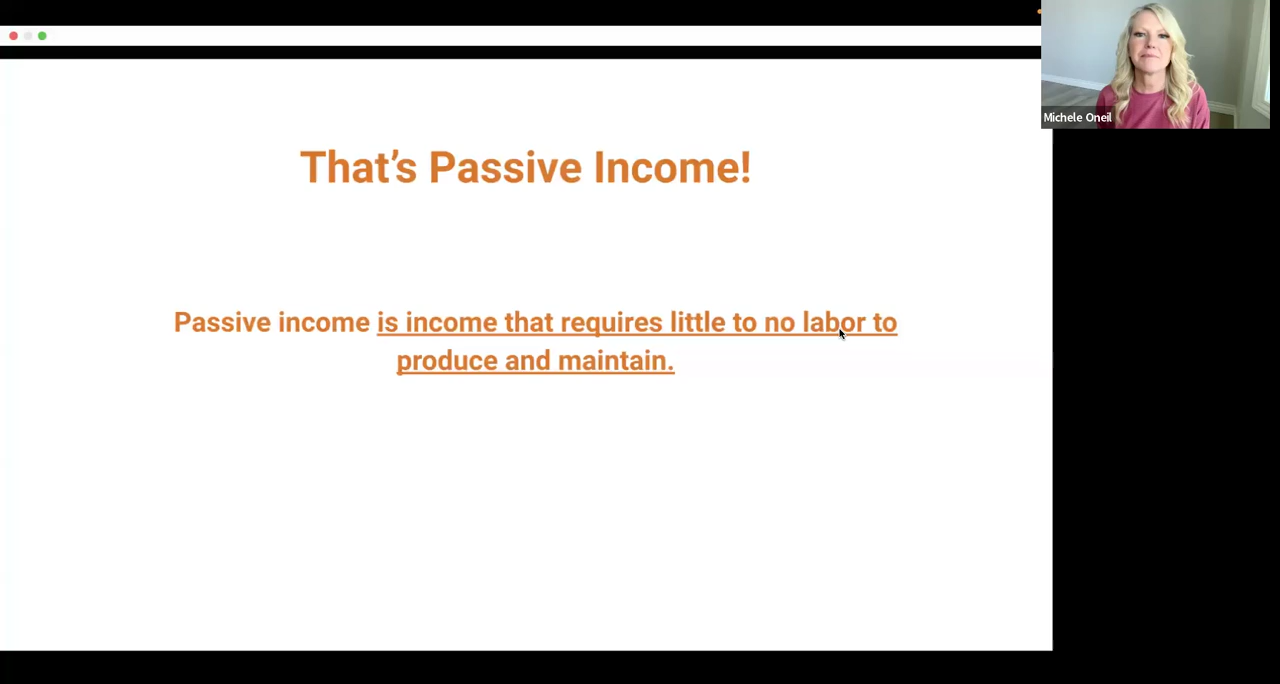 Michele Oneil
That’s Passive Income!
Passive income is income that requires little to no labor to
produce and maintain.